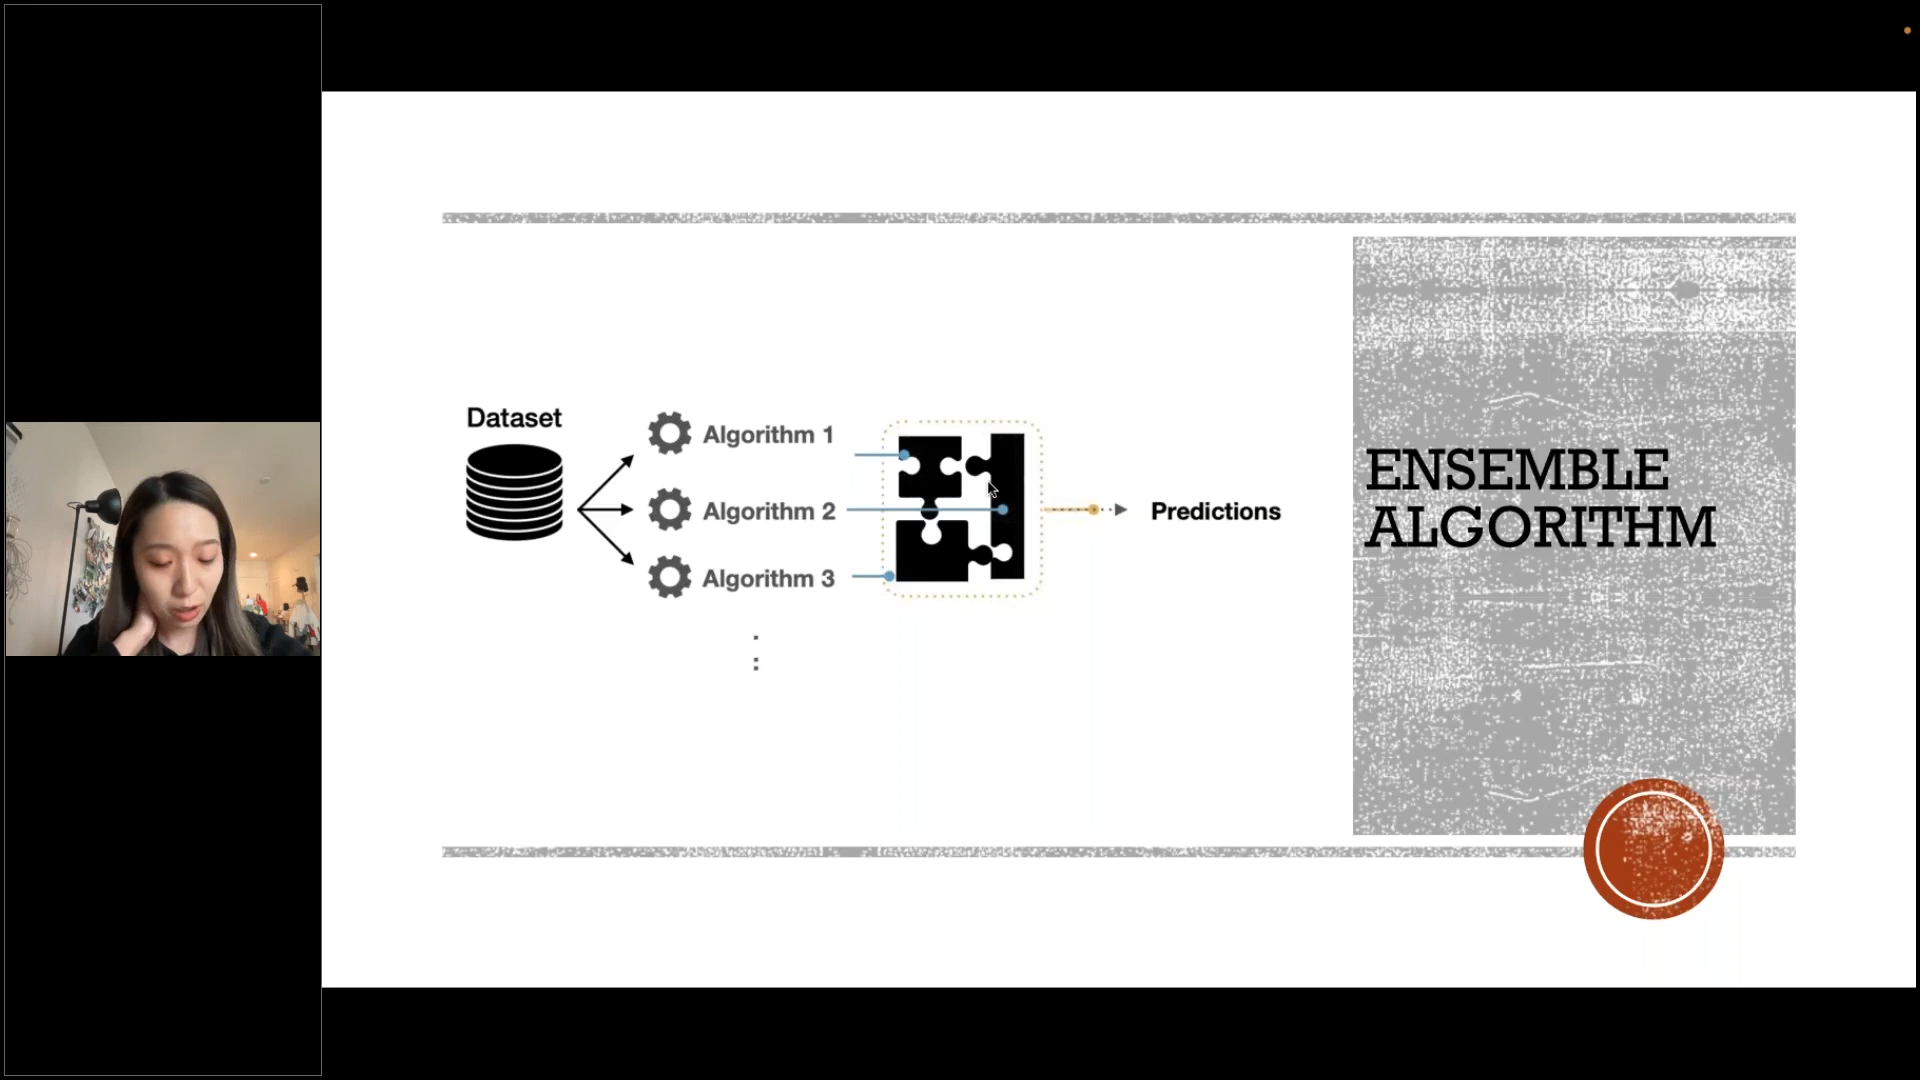 Dataset
Algorithm 1
Algorithm 2
Algorithm 3
Predictions
ENSEMBLE
ALGORITHM